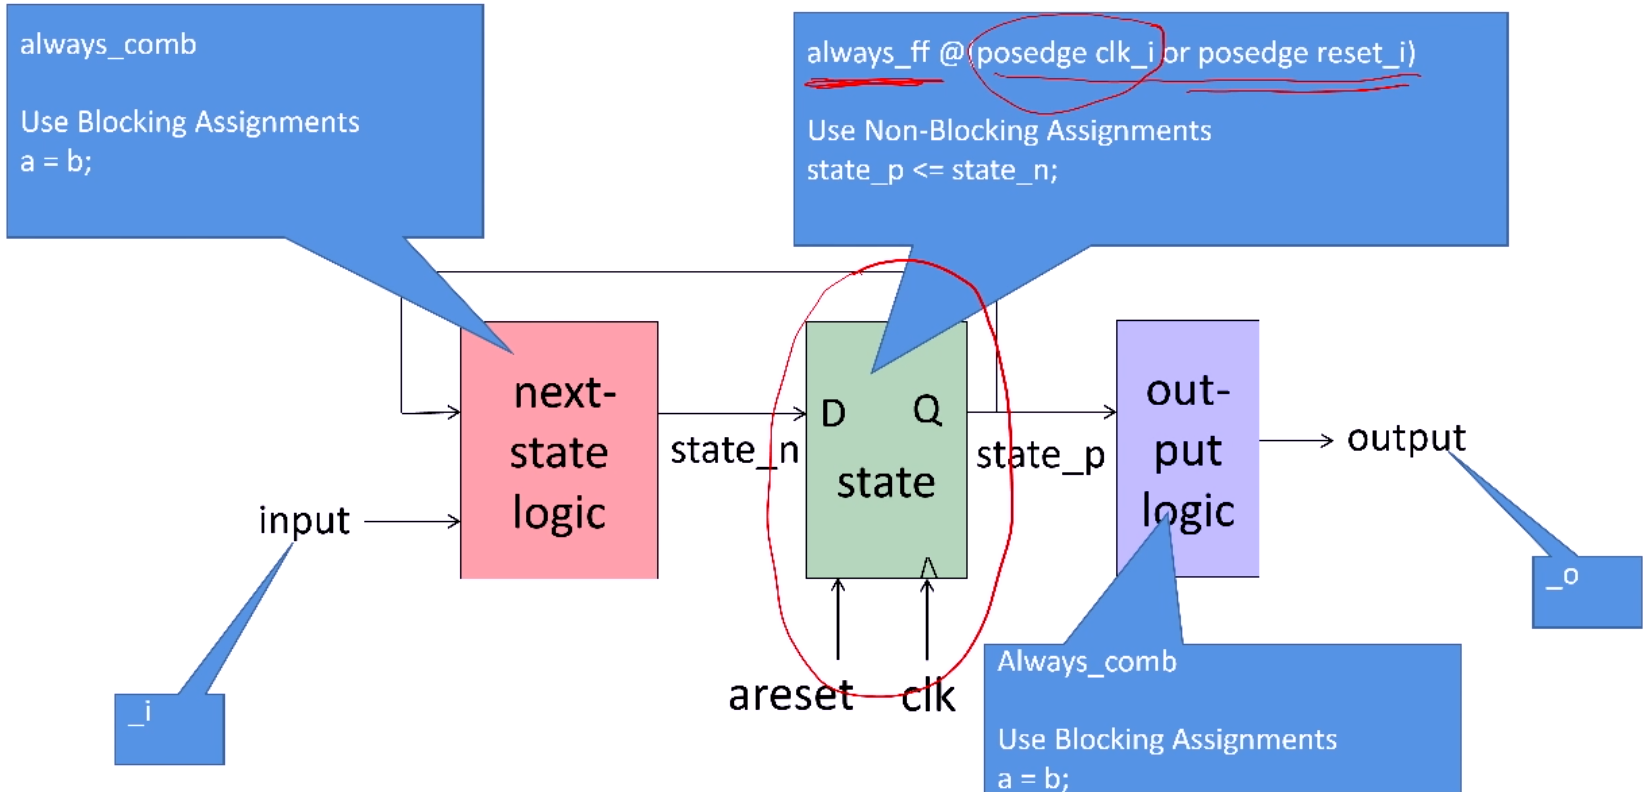 always_comb
Use Blocking Assignments
a = b;
always_ff @ (posedge clk_i or posedge reset_i)
Use Non-Blocking Assignments
state_p <= state_n;
next-
state
logic
state_n
D Q
state
state_p
out-
put
logic
output
input
areset clk
_i
_o
Always_comb
Use Blocking Assignments
a = b;